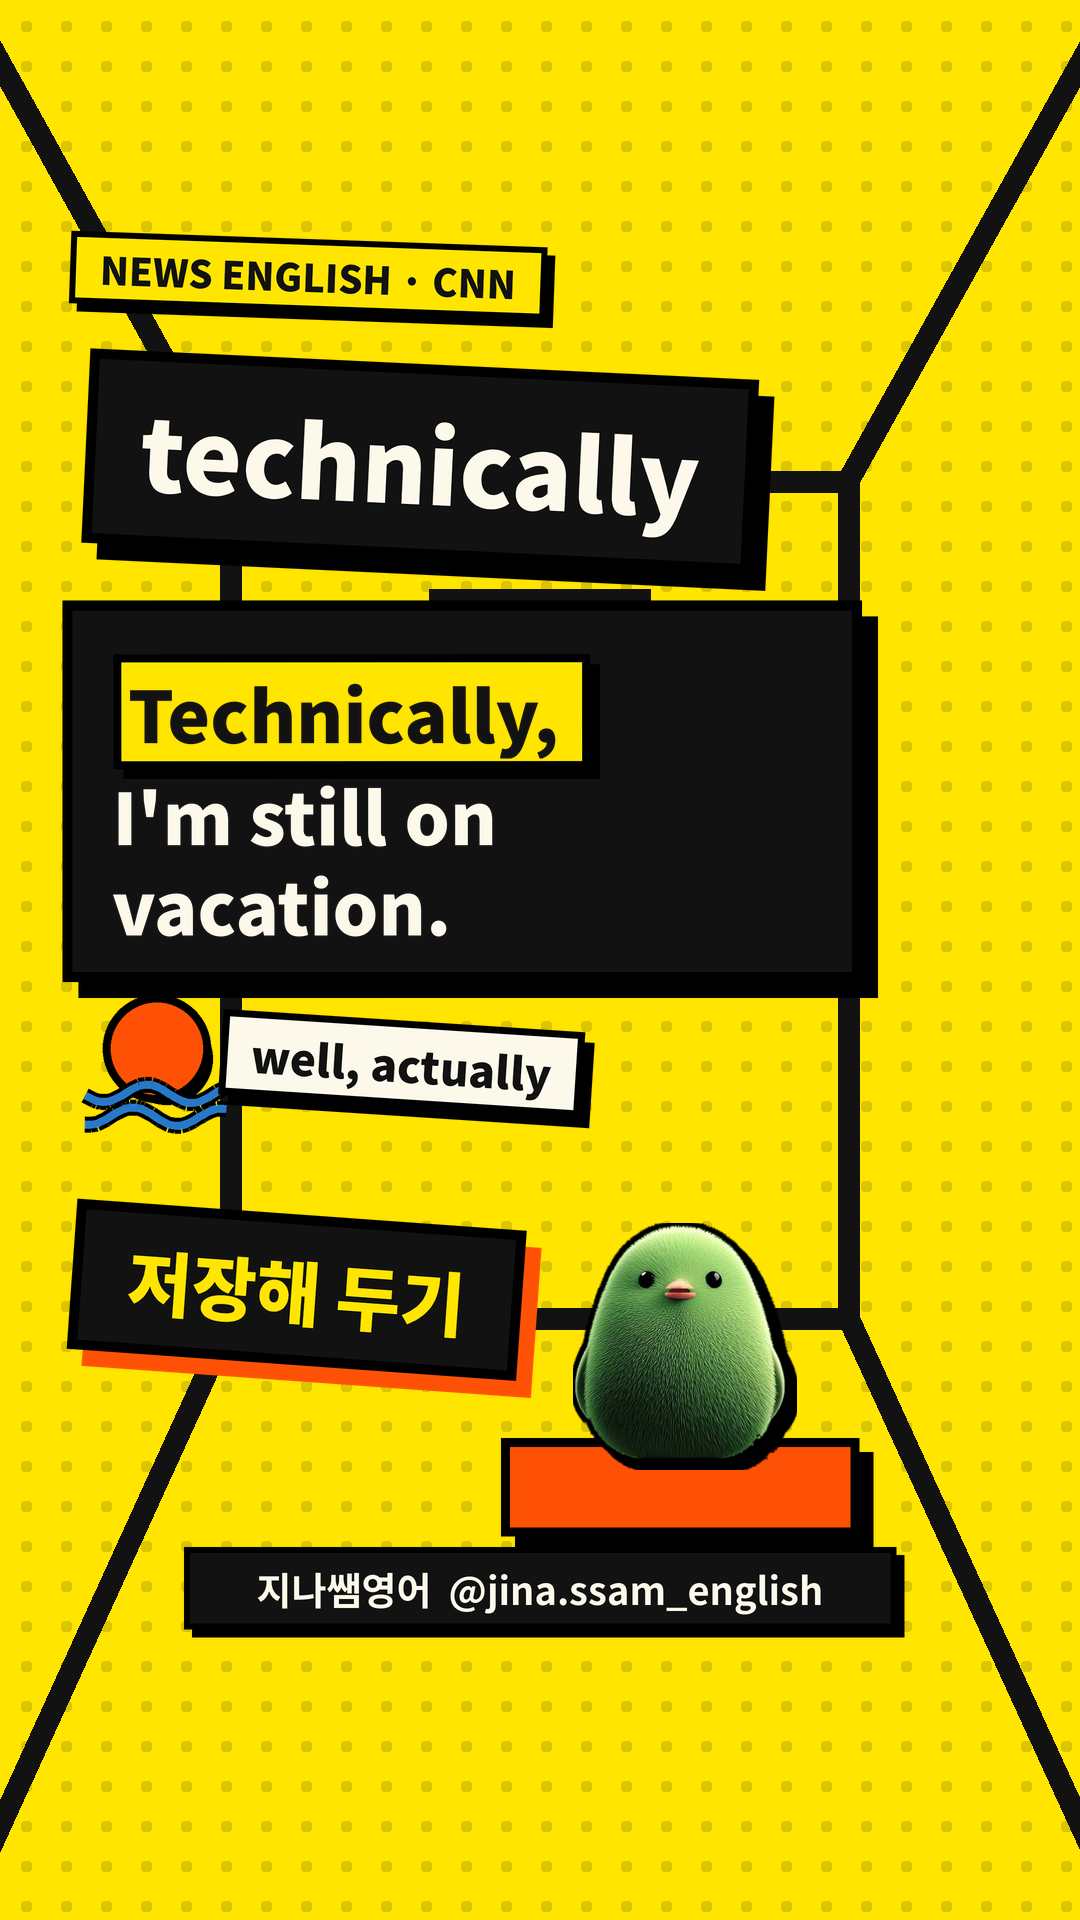 NEWS ENGLISH · CNN
technically
Technically,
I'm still on
vacation.
well, actually
저장해 두기
지나쌤영어 @jina.ssam_english